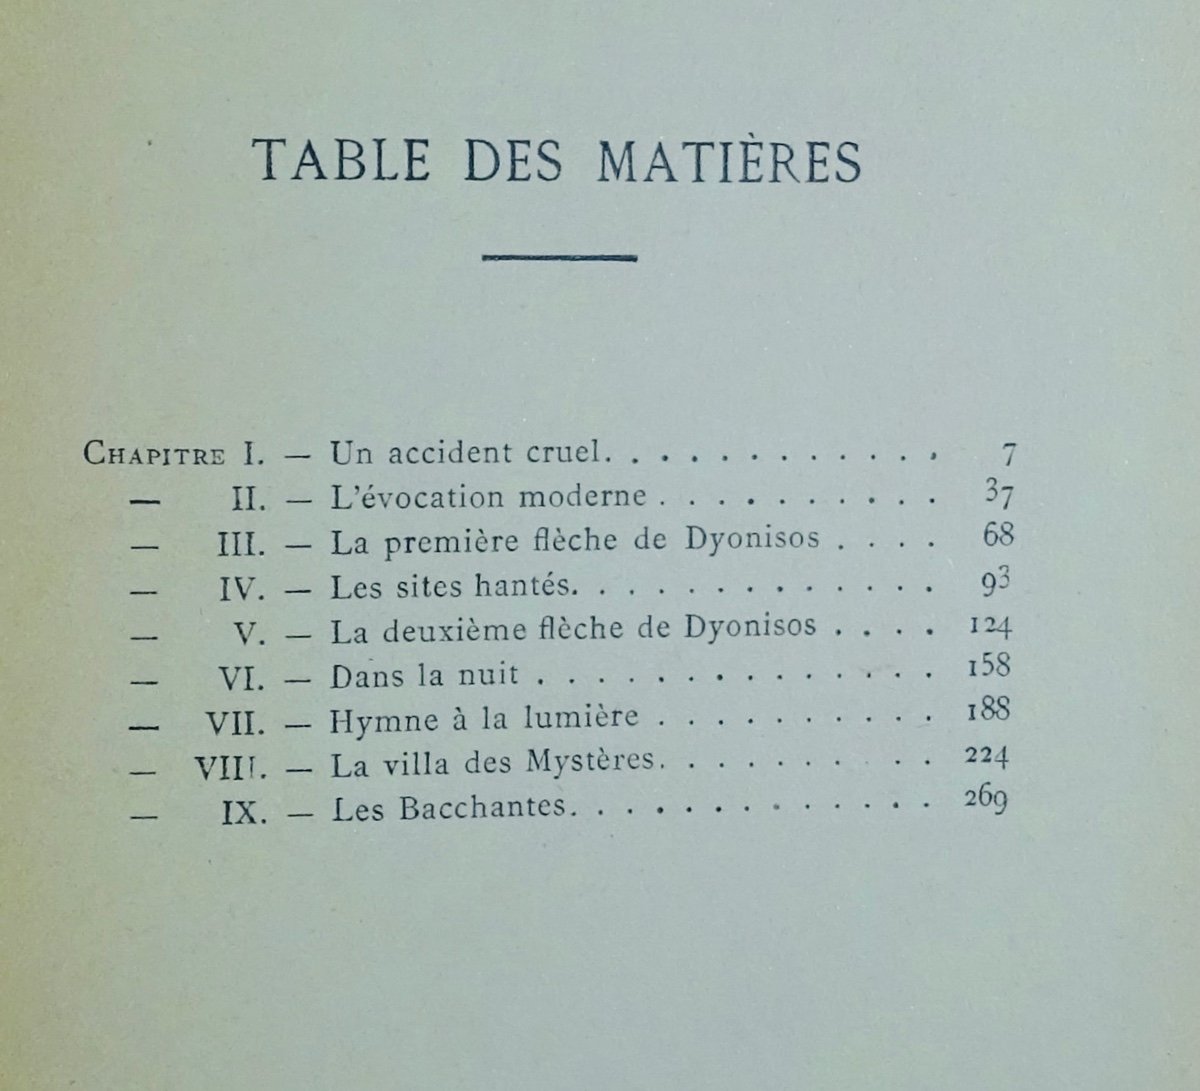 TABLE DES MATIÈRES
CHAPITRE I. — Un accident cruel. . . . . . . . . . . . 7
— II. — L'évocation moderne . . . . . . . . . . 37
— III. — La première flèche de Dyonisos . . . . 68
— IV. — Les sites hantés. . . . . . . . . . . . . 93
— V. — La deuxième flèche de Dyonisos . . . . 124
— VI. — Dans la nuit . . . . . . . . . . . . . . 158
— VII. — Hymne à la lumière . . . . . . . . . . 188
— VIII. — La villa des Mystères. . . . . . . . . . 224
— IX. — Les Bacchantes. . . . . . . . . . . . . 269